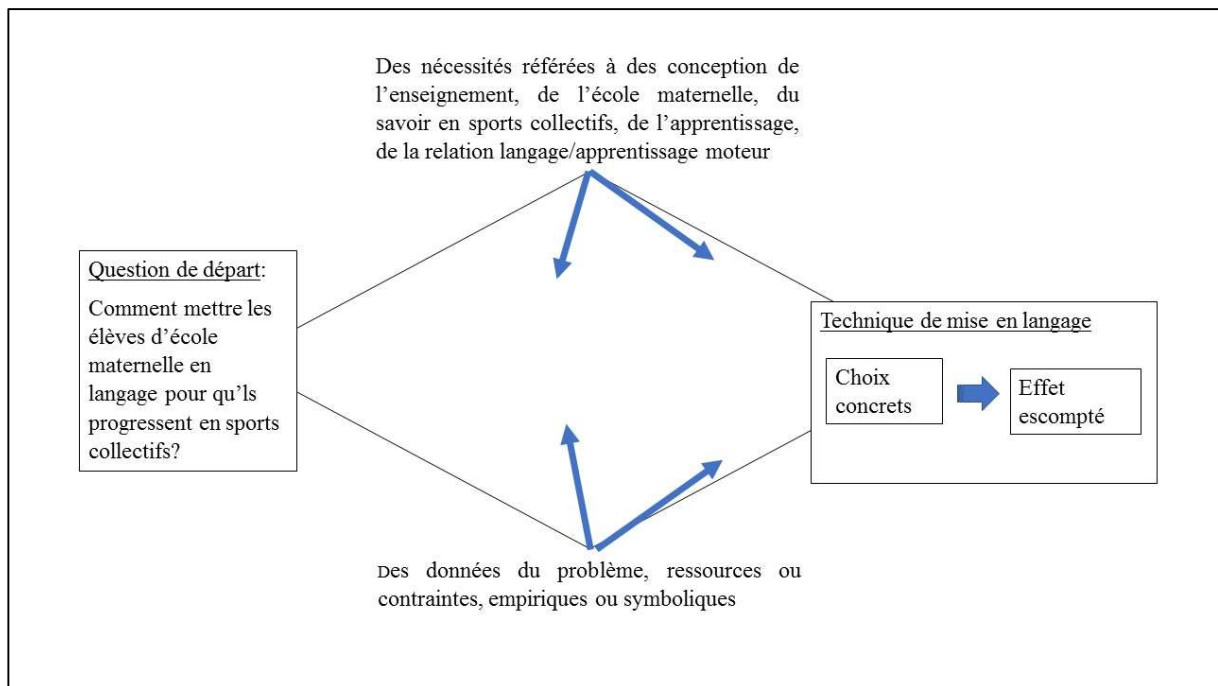 Des nécessités référées à des conception de
l'enseignement, de l'école maternelle, du
savoir en sports collectifs, de l'apprentissage,
de la relation langage/apprentissage moteur
Question de départ:
Comment mettre les
élèves d'école
maternelle en
langage pour qu'ls
progressent en sports
collectifs?
Technique de mise en langage
Choix
concrets
Effet
escompté
Des données du problème, ressources ou
contraintes, empiriques ou symboliques